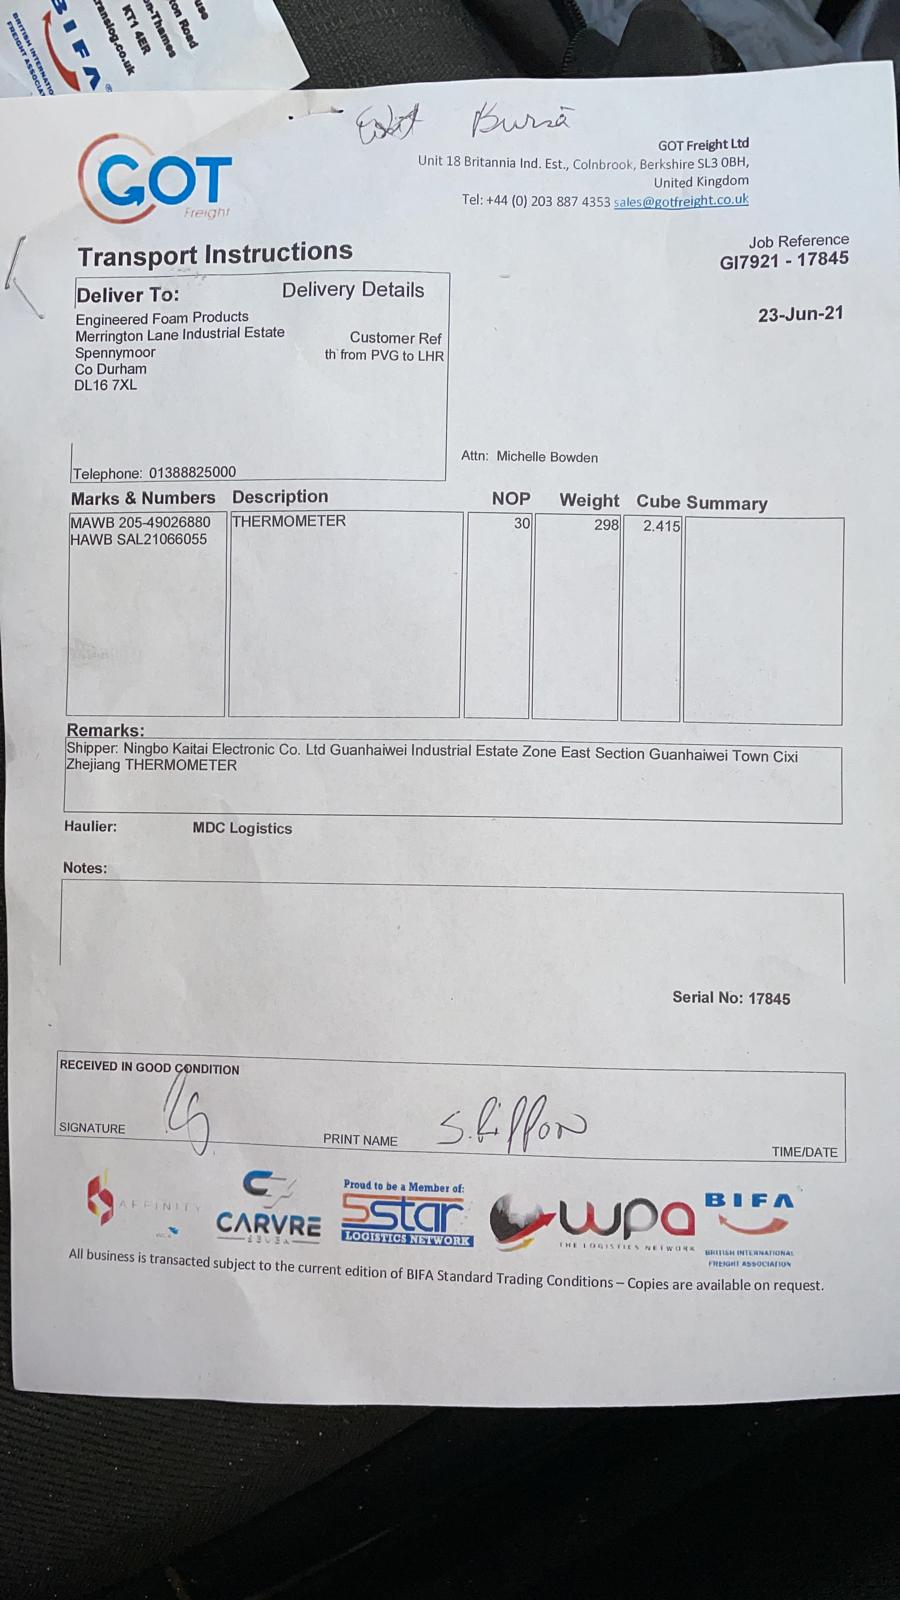 use
ton Road
on-Thames
KT1 4ER
translog.co.uk
BIFA
BRITISH INTERNATIO
FREIGHT ASSOCIAT
Bursa
GOT
Freight
GOT Freight Ltd
Unit 18 Britannia Ind. Est., Colnbrook, Berkshire SL3 0BH,
United Kingdom
Tel: +44 (0) 203 887 4353 sales@gotfreight.co.uk
Transport Instructions
Job Reference
GI7921 - 17845
23-Jun-21
Deliver To: Delivery Details
Engineered Foam Products
Merrington Lane Industrial Estate
Spennymoor
Co Durham
DL16 7XL
Customer Ref
th from PVG to LHR
Attn: Michelle Bowden
Telephone: 01388825000
Marks & Numbers Description NOP Weight Cube Summary
MAWB 205-49026880 THERMOMETER 30 298 2.415
HAWB SAL21066055
Remarks:
Shipper: Ningbo Kaitai Electronic Co. Ltd Guanhaiwei Industrial Estate Zone East Section Guanhaiwei Town Cixi
Zhejiang THERMOMETER
Haulier: MDC Logistics
Notes:
Serial No: 17845
RECEIVED IN GOOD CONDITION
SIGNATURE
PRINT NAME
TIME/DATE
AFFINITY
CARVRE
Proud to be a Member of:
5star
LOGISTICS NETWORK
wpa
THE LOGISTICS NETWORK
BIFA
BRITISH INTERNATIONAL
FREIGHT ASSOCIATION
All business is transacted subject to the current edition of BIFA Standard Trading Conditions – Copies are available on request.